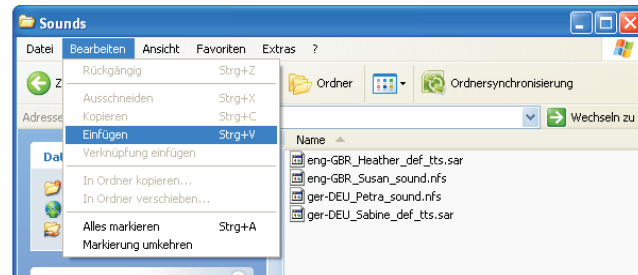 Sounds
Datei Bearbeiten Ansicht Favoriten Extras ?
Rückgängig Strg+Z
Ordner Ordnersynchronisierung
Ausschneiden Strg+X
Adresse Kopieren Strg+C Wechseln zu
Einfügen Strg+V
Name
Verknüpfung einfügen
eng-GBR_Heather_def_tts.sar
In Ordner kopieren...
eng-GBR_Susan_sound.nfs
In Ordner verschieben...
ger-DEU_Petra_sound.nfs
ger-DEU_Sabine_def_tts.sar
Alles markieren Strg+A
Markierung umkehren